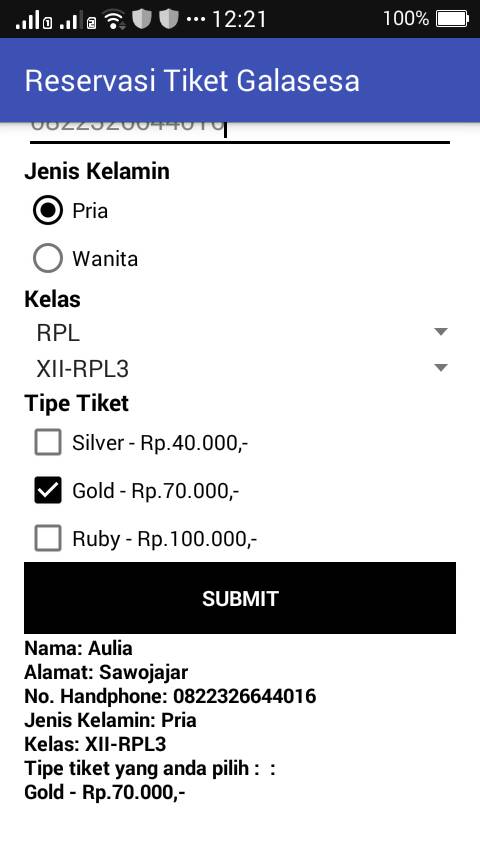 12:21 100%
Reservasi Tiket Galasesa
0822326644016
Jenis Kelamin
Pria
Wanita
Kelas
RPL
XII-RPL3
Tipe Tiket
Silver - Rp.40.000,-
Gold - Rp.70.000,-
Ruby - Rp.100.000,-
SUBMIT
Nama: Aulia
Alamat: Sawojajar
No. Handphone: 0822326644016
Jenis Kelamin: Pria
Kelas: XII-RPL3
Tipe tiket yang anda pilih :  :
Gold - Rp.70.000,-